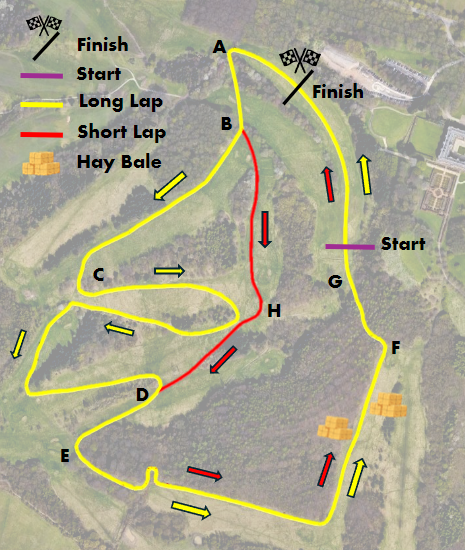 Finish
Start
Long Lap
Short Lap
Hay Bale
A
Finish
B
Start
C
G
H
F
D
E